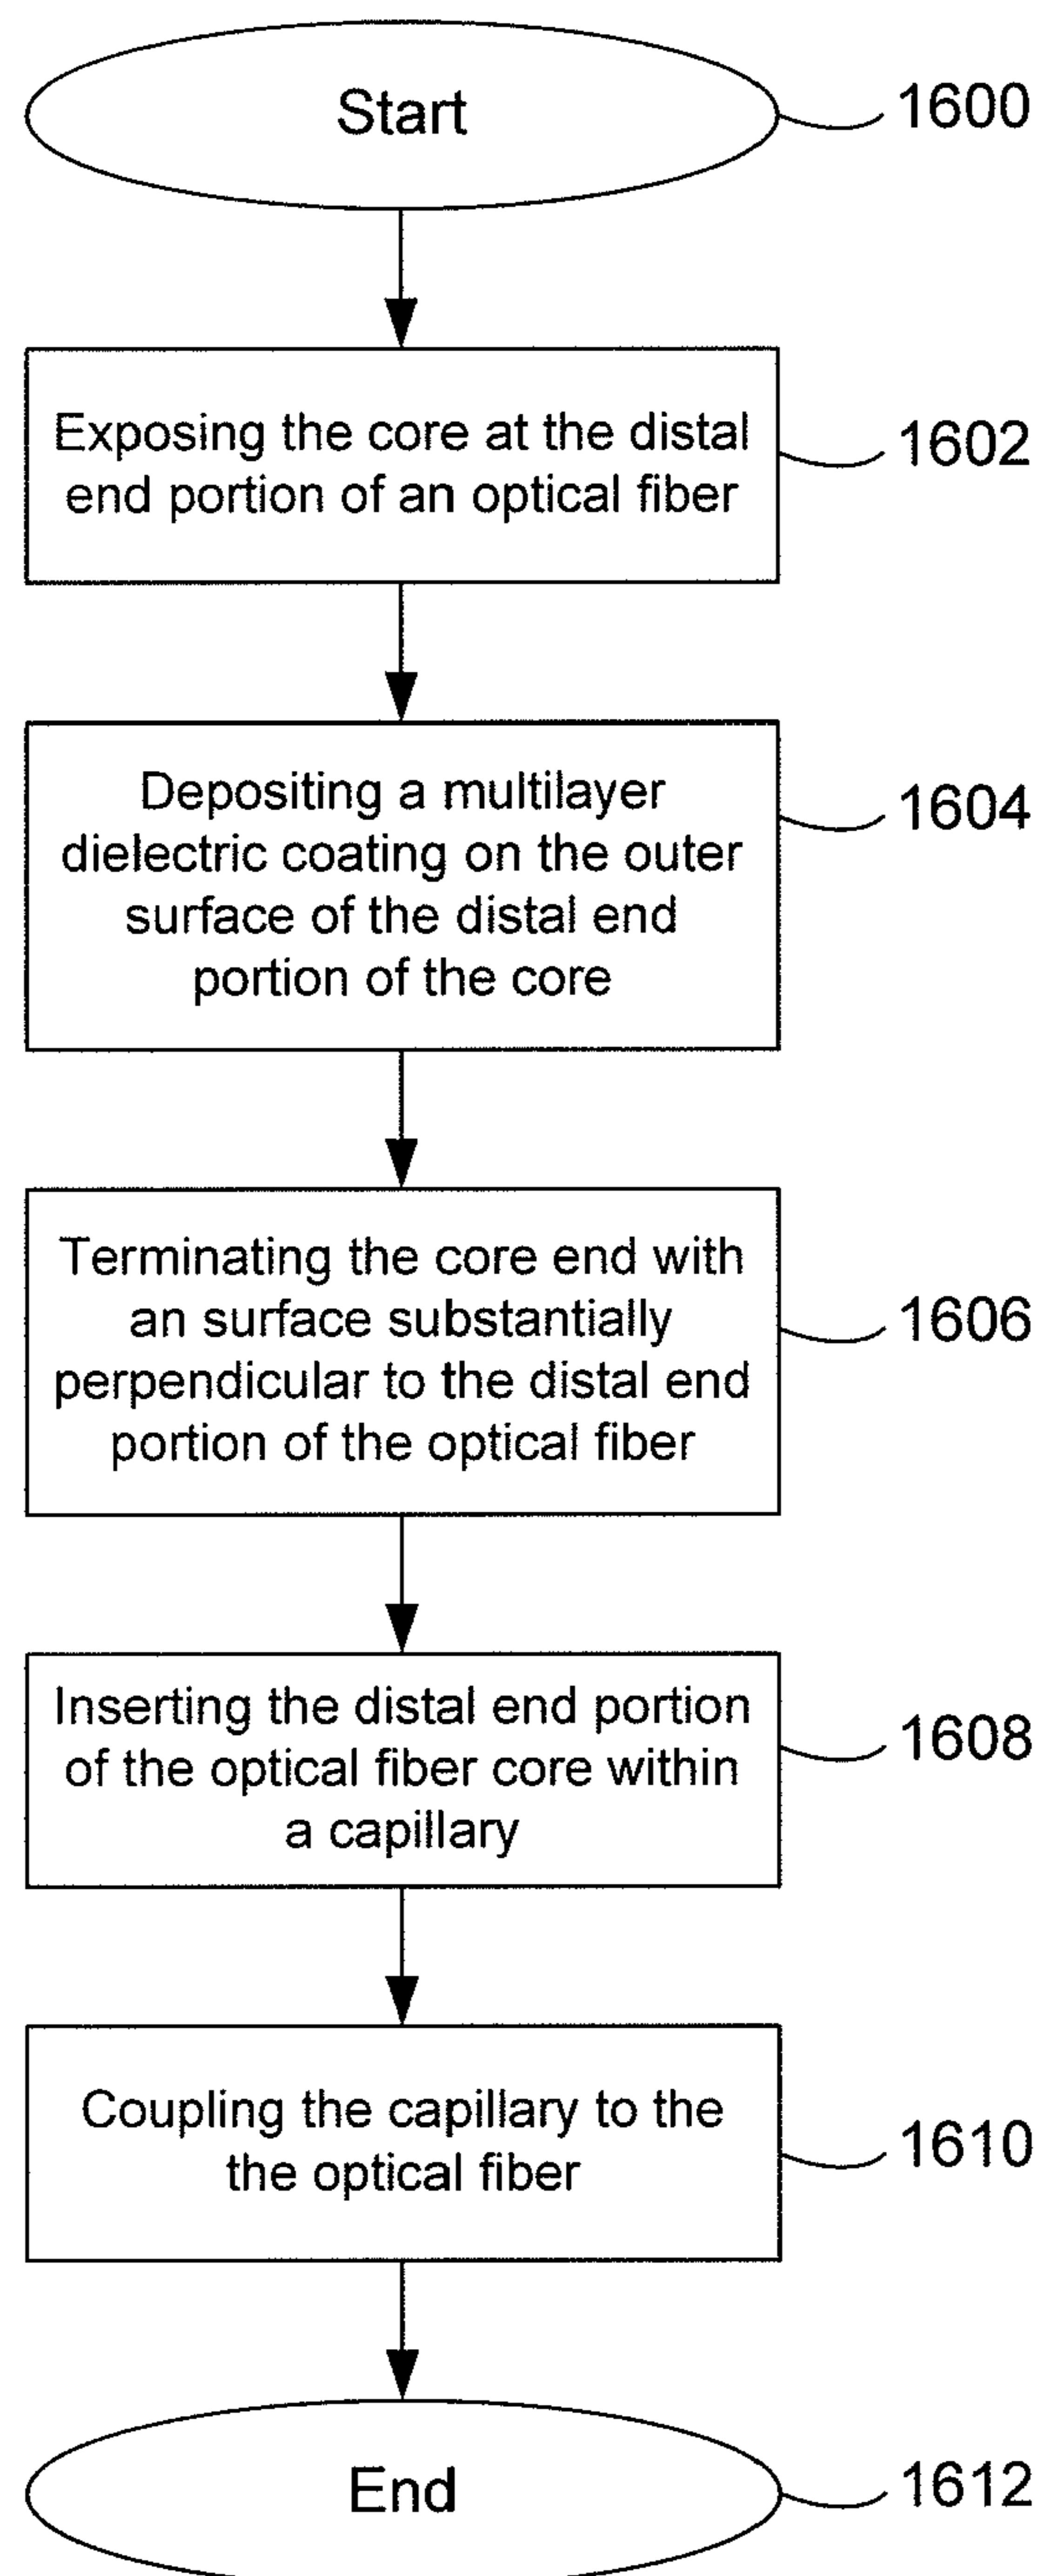 Start
1600
Exposing the core at the distal
end portion of an optical fiber
1602
Depositing a multilayer
dielectric coating on the outer
surface of the distal end
portion of the core
1604
Terminating the core end with
an surface substantially
perpendicular to the distal end
portion of the optical fiber
1606
Inserting the distal end portion
of the optical fiber core within
a capillary
1608
Coupling the capillary to the
the optical fiber
1610
End
1612